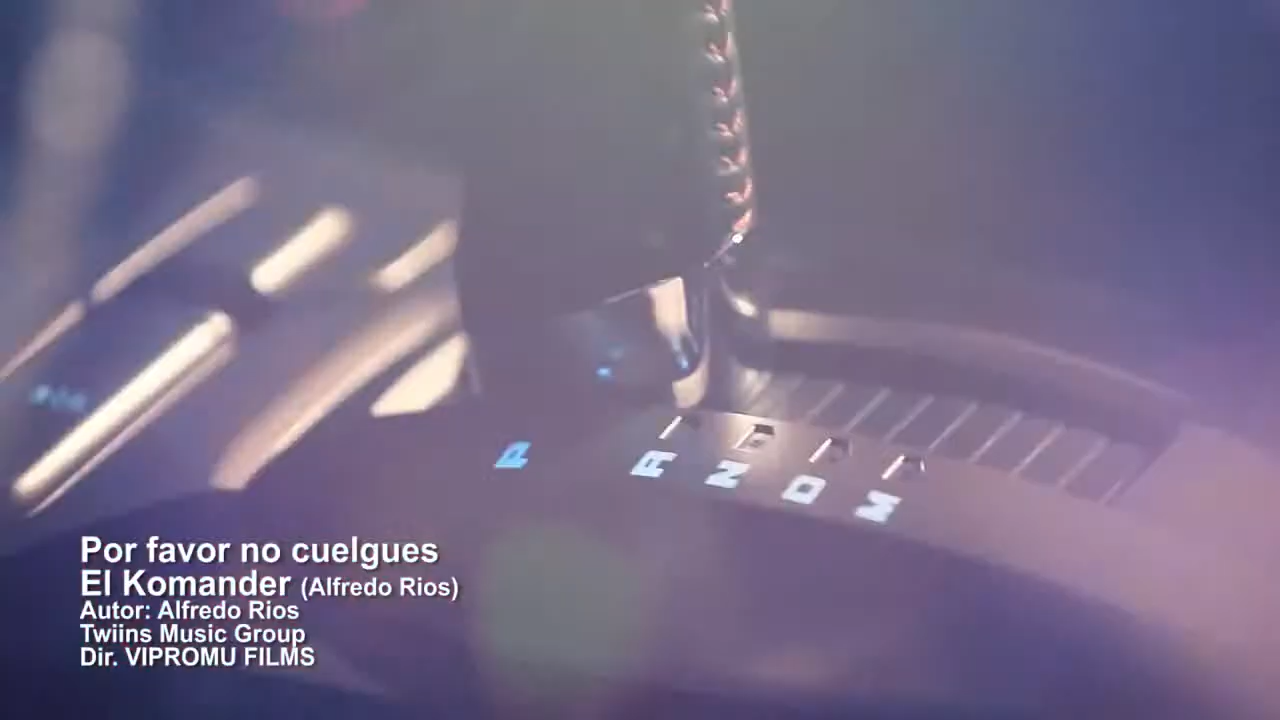 P R N D M
Por favor no cuelgues
El Komander (Alfredo Rios)
Autor: Alfredo Rios
Twiins Music Group
Dir. VIPROMU FILMS